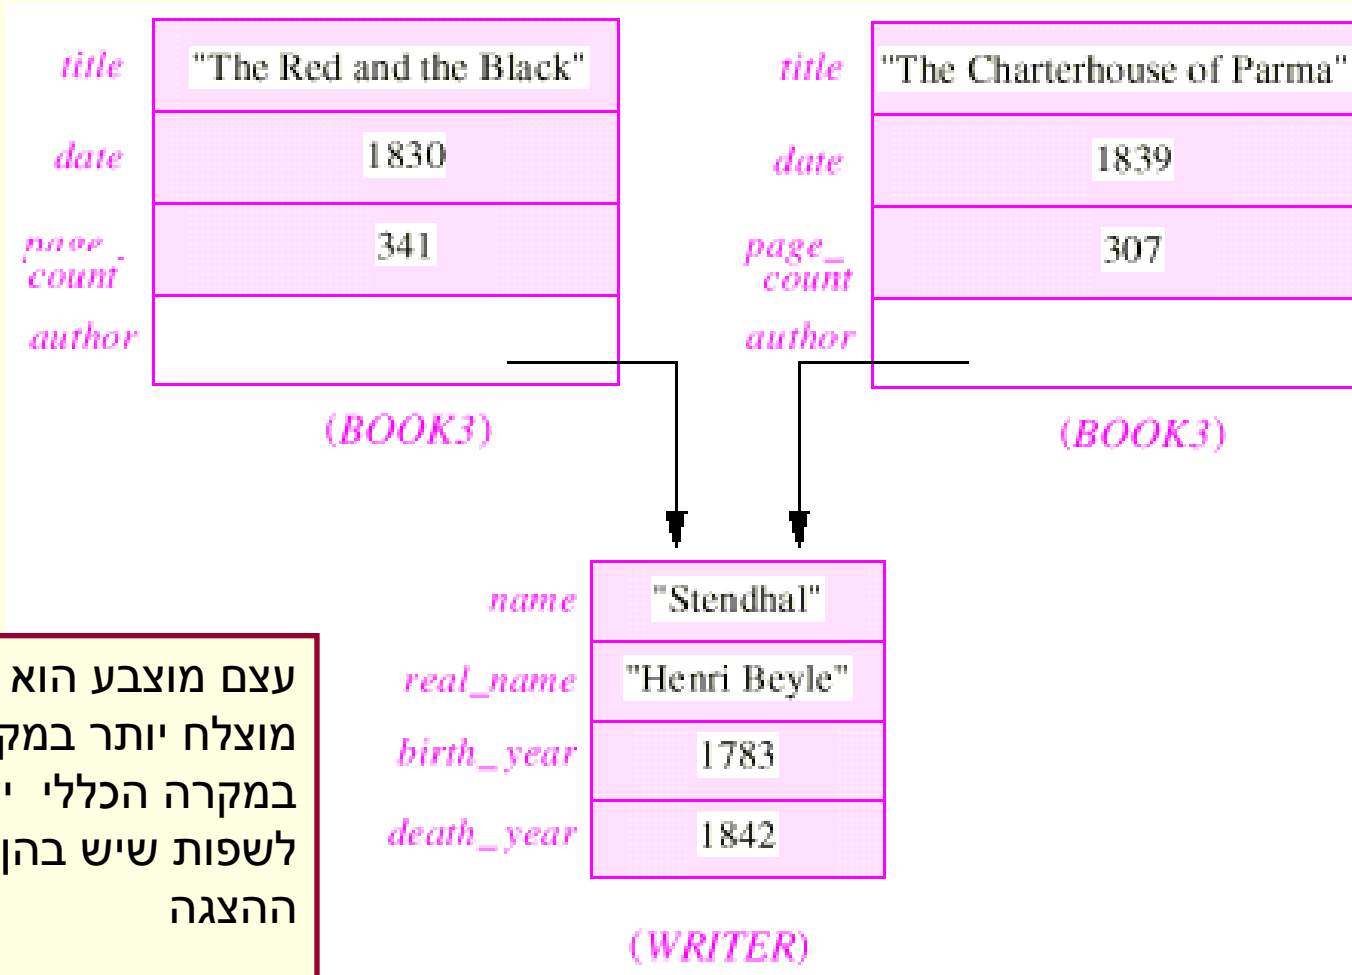 title "The Red and the Black"
date 1830
page_
count 341
author
(BOOK3)
title "The Charterhouse of Parma"
date 1839
page_
count 307
author
(BOOK3)
name "Stendhal"
real_name "Henri Beyle"
birth_year 1783
death_year 1842
(WRITER)
עצם מוצבע הוא
מוצלח יותר
במקרה הכללי
לשפות שיש בהן
ההצגה